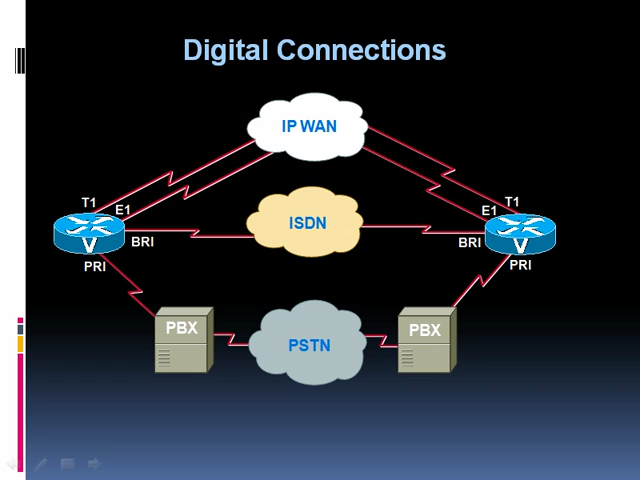 Digital Connections
IP WAN
T1
E1
E1
T1
ISDN
V
BRI
BRI
V
PRI
PRI
PBX
PSTN
PBX